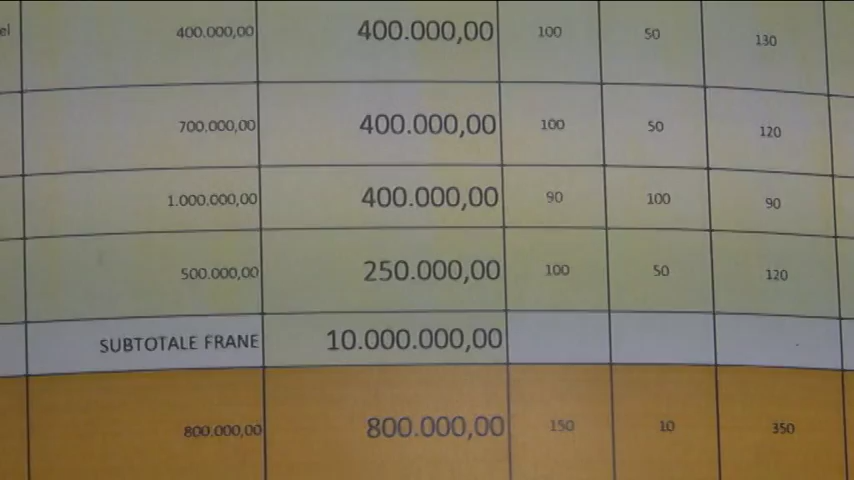 el 400.000,00 400.000,00 100 50 130
700.000,00 400.000,00 100 50 120
1.000.000,00 400.000,00 90 100 90
500.000,00 250.000,00 100 50 120
SUBTOTALE FRANE 10.000.000,00
800.000,00 800.000,00 150 10 350